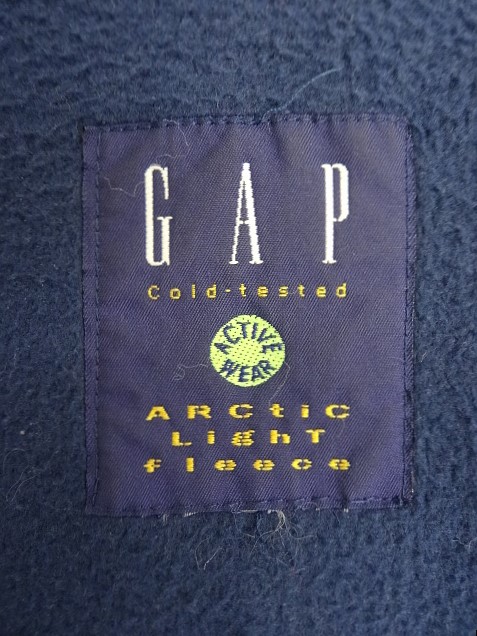 GAP
Cold-tested
ACTIVE
WEAR
ARCtiC
LighT
fleece